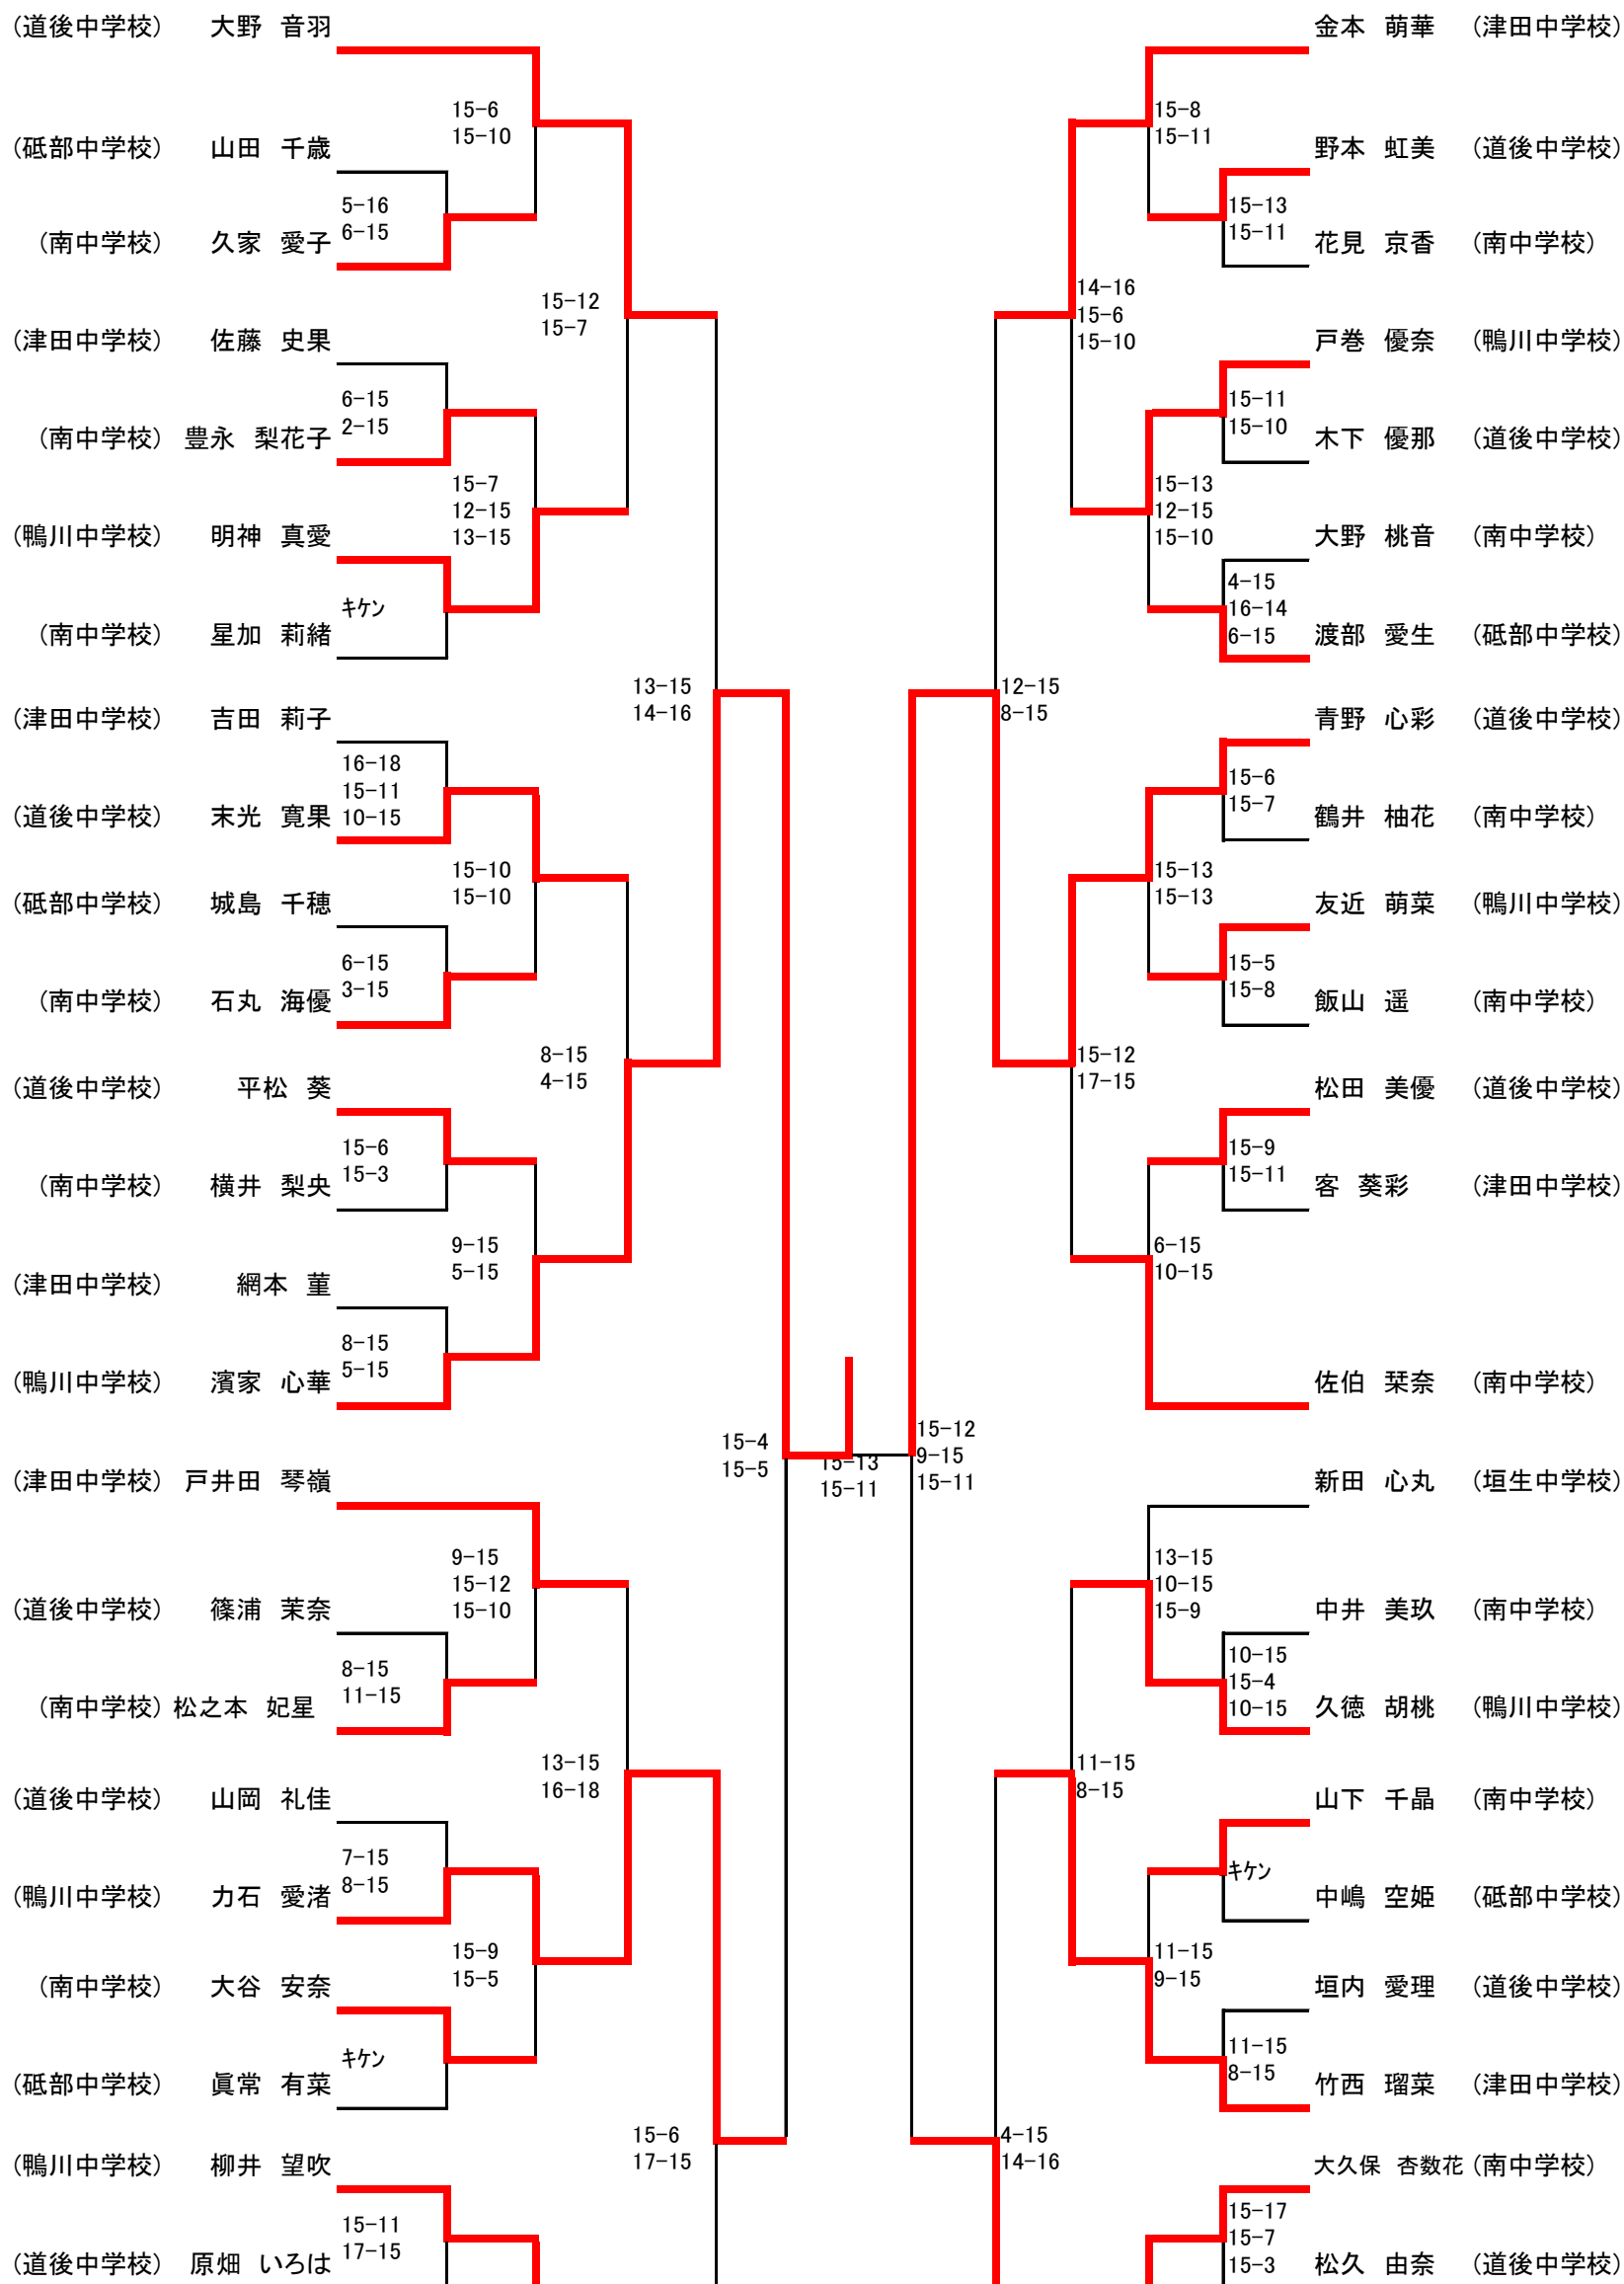 (道後中学校) 大野 音羽
15-6
15-10
(砥部中学校) 山田 千歳
5-16
6-15
(南中学校) 久家 愛子
15-12
15-7
(津田中学校) 佐藤 史果
6-15
2-15
(南中学校) 豊永 梨花子
15-7
12-15
13-15
(鴨川中学校) 明神 真愛
キケン
(南中学校) 星加 莉緒
13-15
14-16
(津田中学校) 吉田 莉子
16-18
15-11
10-15
(道後中学校) 末光 寛果
15-10
15-10
(砥部中学校) 城島 千穂
6-15
3-15
(南中学校) 石丸 海優
8-15
4-15
(道後中学校) 平松 葵
15-6
15-3
(南中学校) 横井 梨央
9-15
5-15
(津田中学校) 網本 菫
8-15
5-15
(鴨川中学校) 濱家 心華
15-4
15-5
15-13
15-11
(津田中学校) 戸井田 琴嶺
9-15
15-12
15-10
(道後中学校) 篠浦 茉奈
8-15
11-15
(南中学校) 松之本 妃星
13-15
16-18
(道後中学校) 山岡 礼佳
7-15
8-15
(鴨川中学校) 力石 愛渚
15-9
15-5
(南中学校) 大谷 安奈
キケン
(砥部中学校) 眞常 有菜
15-6
17-15
(鴨川中学校) 柳井 望吹
15-11
17-15
(道後中学校) 原畑 いろは
金本 萌華 (津田中学校)
15-8
15-11
野本 虹美 (道後中学校)
15-13
15-11
花見 京香 (南中学校)
14-16
15-6
15-10
戸巻 優奈 (鴨川中学校)
15-11
15-10
木下 優那 (道後中学校)
15-13
12-15
15-10
大野 桃音 (南中学校)
4-15
16-14
6-15
渡部 愛生 (砥部中学校)
12-15
8-15
青野 心彩 (道後中学校)
15-6
15-7
鶴井 柚花 (南中学校)
15-13
15-13
友近 萌菜 (鴨川中学校)
15-5
15-8
飯山 遥 (南中学校)
15-12
17-15
松田 美優 (道後中学校)
15-9
15-11
客 葵彩 (津田中学校)
6-15
10-15
佐伯 栞奈 (南中学校)
15-12
9-15
15-11
新田 心丸 (垣生中学校)
13-15
10-15
15-9
中井 美玖 (南中学校)
10-15
15-4
10-15
久徳 胡桃 (鴨川中学校)
11-15
8-15
山下 千晶 (南中学校)
キケン
中嶋 空姫 (砥部中学校)
11-15
9-15
垣内 愛理 (道後中学校)
11-15
8-15
竹西 瑠菜 (津田中学校)
4-15
14-16
大久保 杏数花 (南中学校)
15-17
15-7
15-3
松久 由奈 (道後中学校)